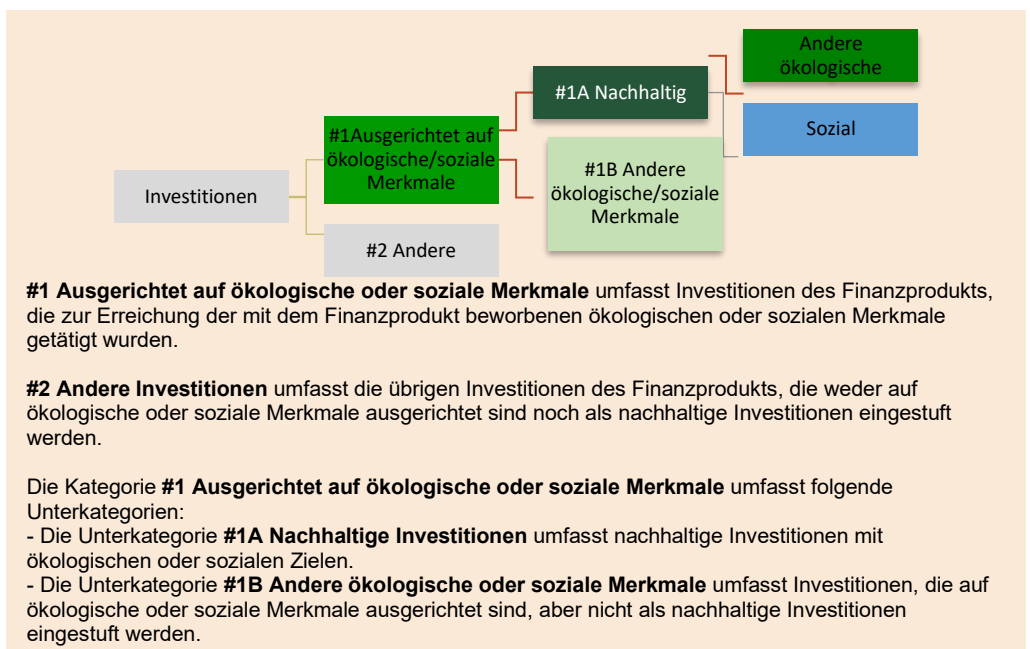 Andere
ökologische
#1A Nachhaltig
Sozial
#1Ausgerichtet auf
ökologische/soziale
Merkmale
#1B Andere
ökologische/soziale
Merkmale
Investitionen
#2 Andere
#1 Ausgerichtet auf ökologische oder soziale Merkmale umfasst Investitionen des Finanzprodukts,
die zur Erreichung der mit dem Finanzprodukt beworbenen ökologischen oder sozialen Merkmale
getätigt wurden.
#2 Andere Investitionen umfasst die übrigen Investitionen des Finanzprodukts, die weder auf
ökologische oder soziale Merkmale ausgerichtet sind noch als nachhaltige Investitionen eingestuft
werden.
Die Kategorie #1 Ausgerichtet auf ökologische oder soziale Merkmale umfasst folgende
Unterkategorien:
- Die Unterkategorie #1A Nachhaltige Investitionen umfasst nachhaltige Investitionen mit
ökologischen oder sozialen Zielen.
- Die Unterkategorie #1B Andere ökologische oder soziale Merkmale umfasst Investitionen, die auf
ökologische oder soziale Merkmale ausgerichtet sind, aber nicht als nachhaltige Investitionen
eingestuft werden.